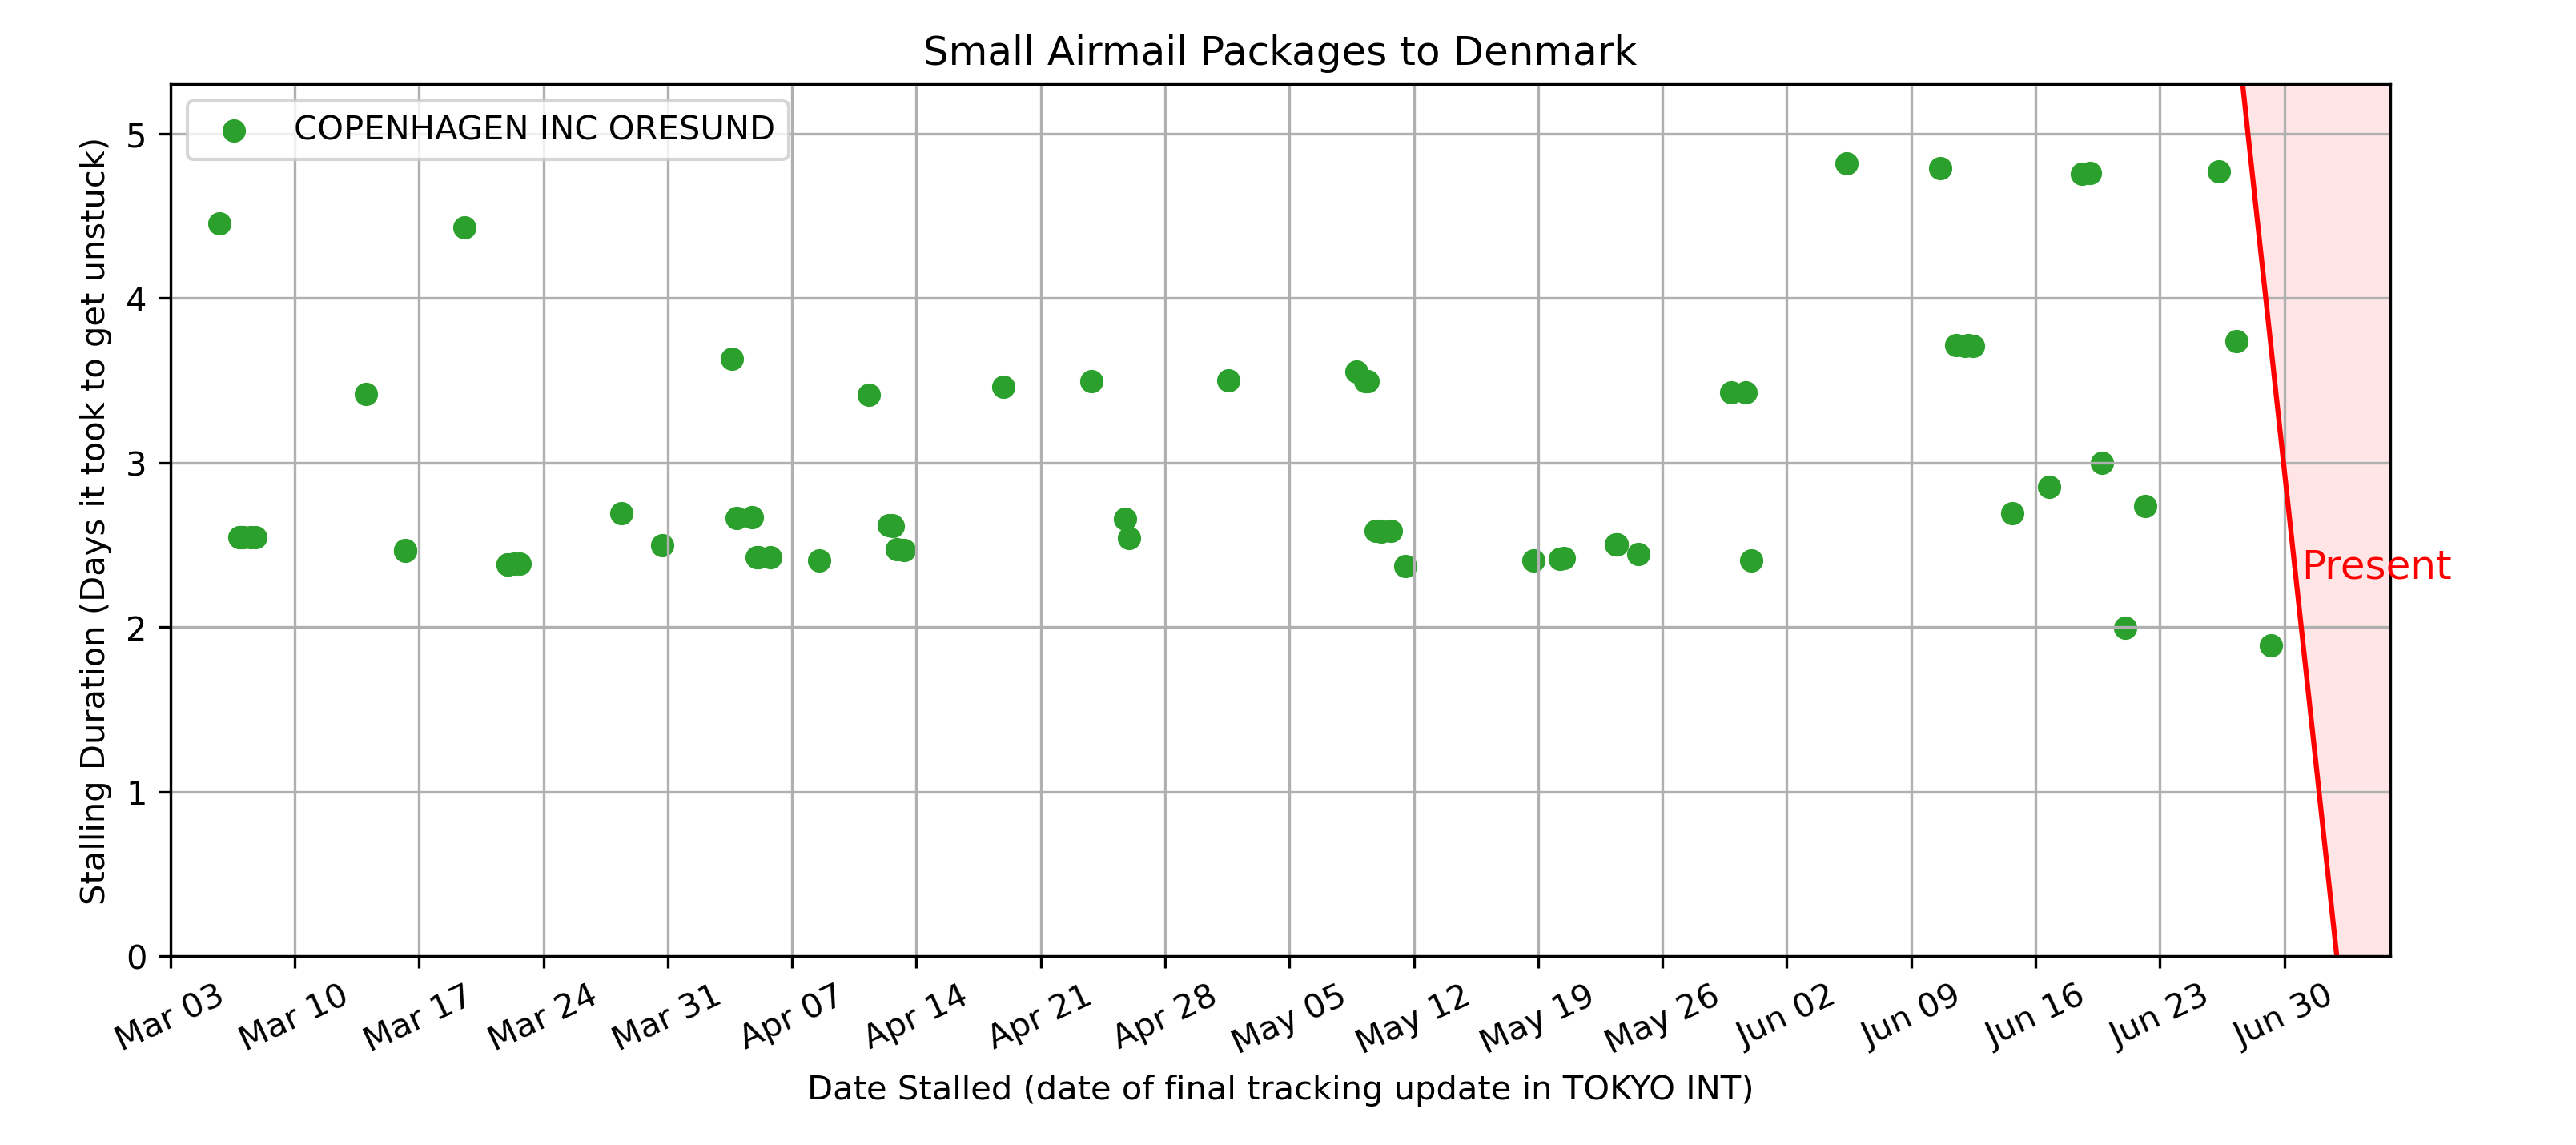 Small Airmail Packages to Denmark
COPENHAGEN INC ORESUND
Stalling Duration (Days it took to get unstuck)
5
4
3
2
1
0
Present
Mar 03
Mar 10
Mar 17
Mar 24
Mar 31
Apr 07
Apr 14
Apr 21
Apr 28
May 05
May 12
May 19
May 26
Jun 02
Jun 09
Jun 16
Jun 23
Jun 30
Date Stalled (date of final tracking update in TOKYO INT)